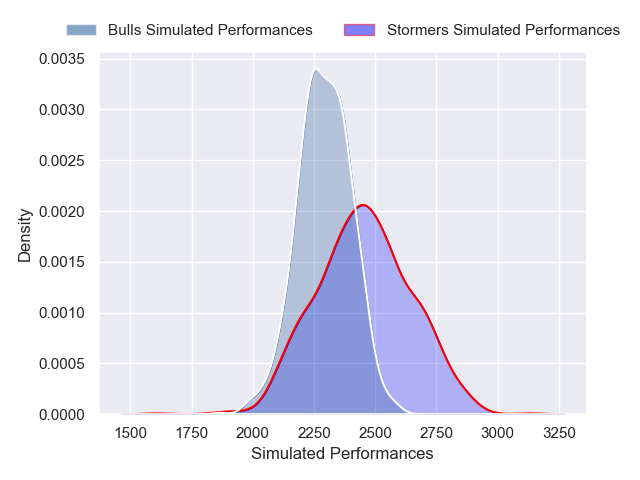 Bulls Simulated Performances Stormers Simulated Performances
0.0035
0.0030
0.0025
0.0020
0.0015
0.0010
0.0005
0.0000
Density
1500 1750 2000 2250 2500 2750 3000 3250
Simulated Performances